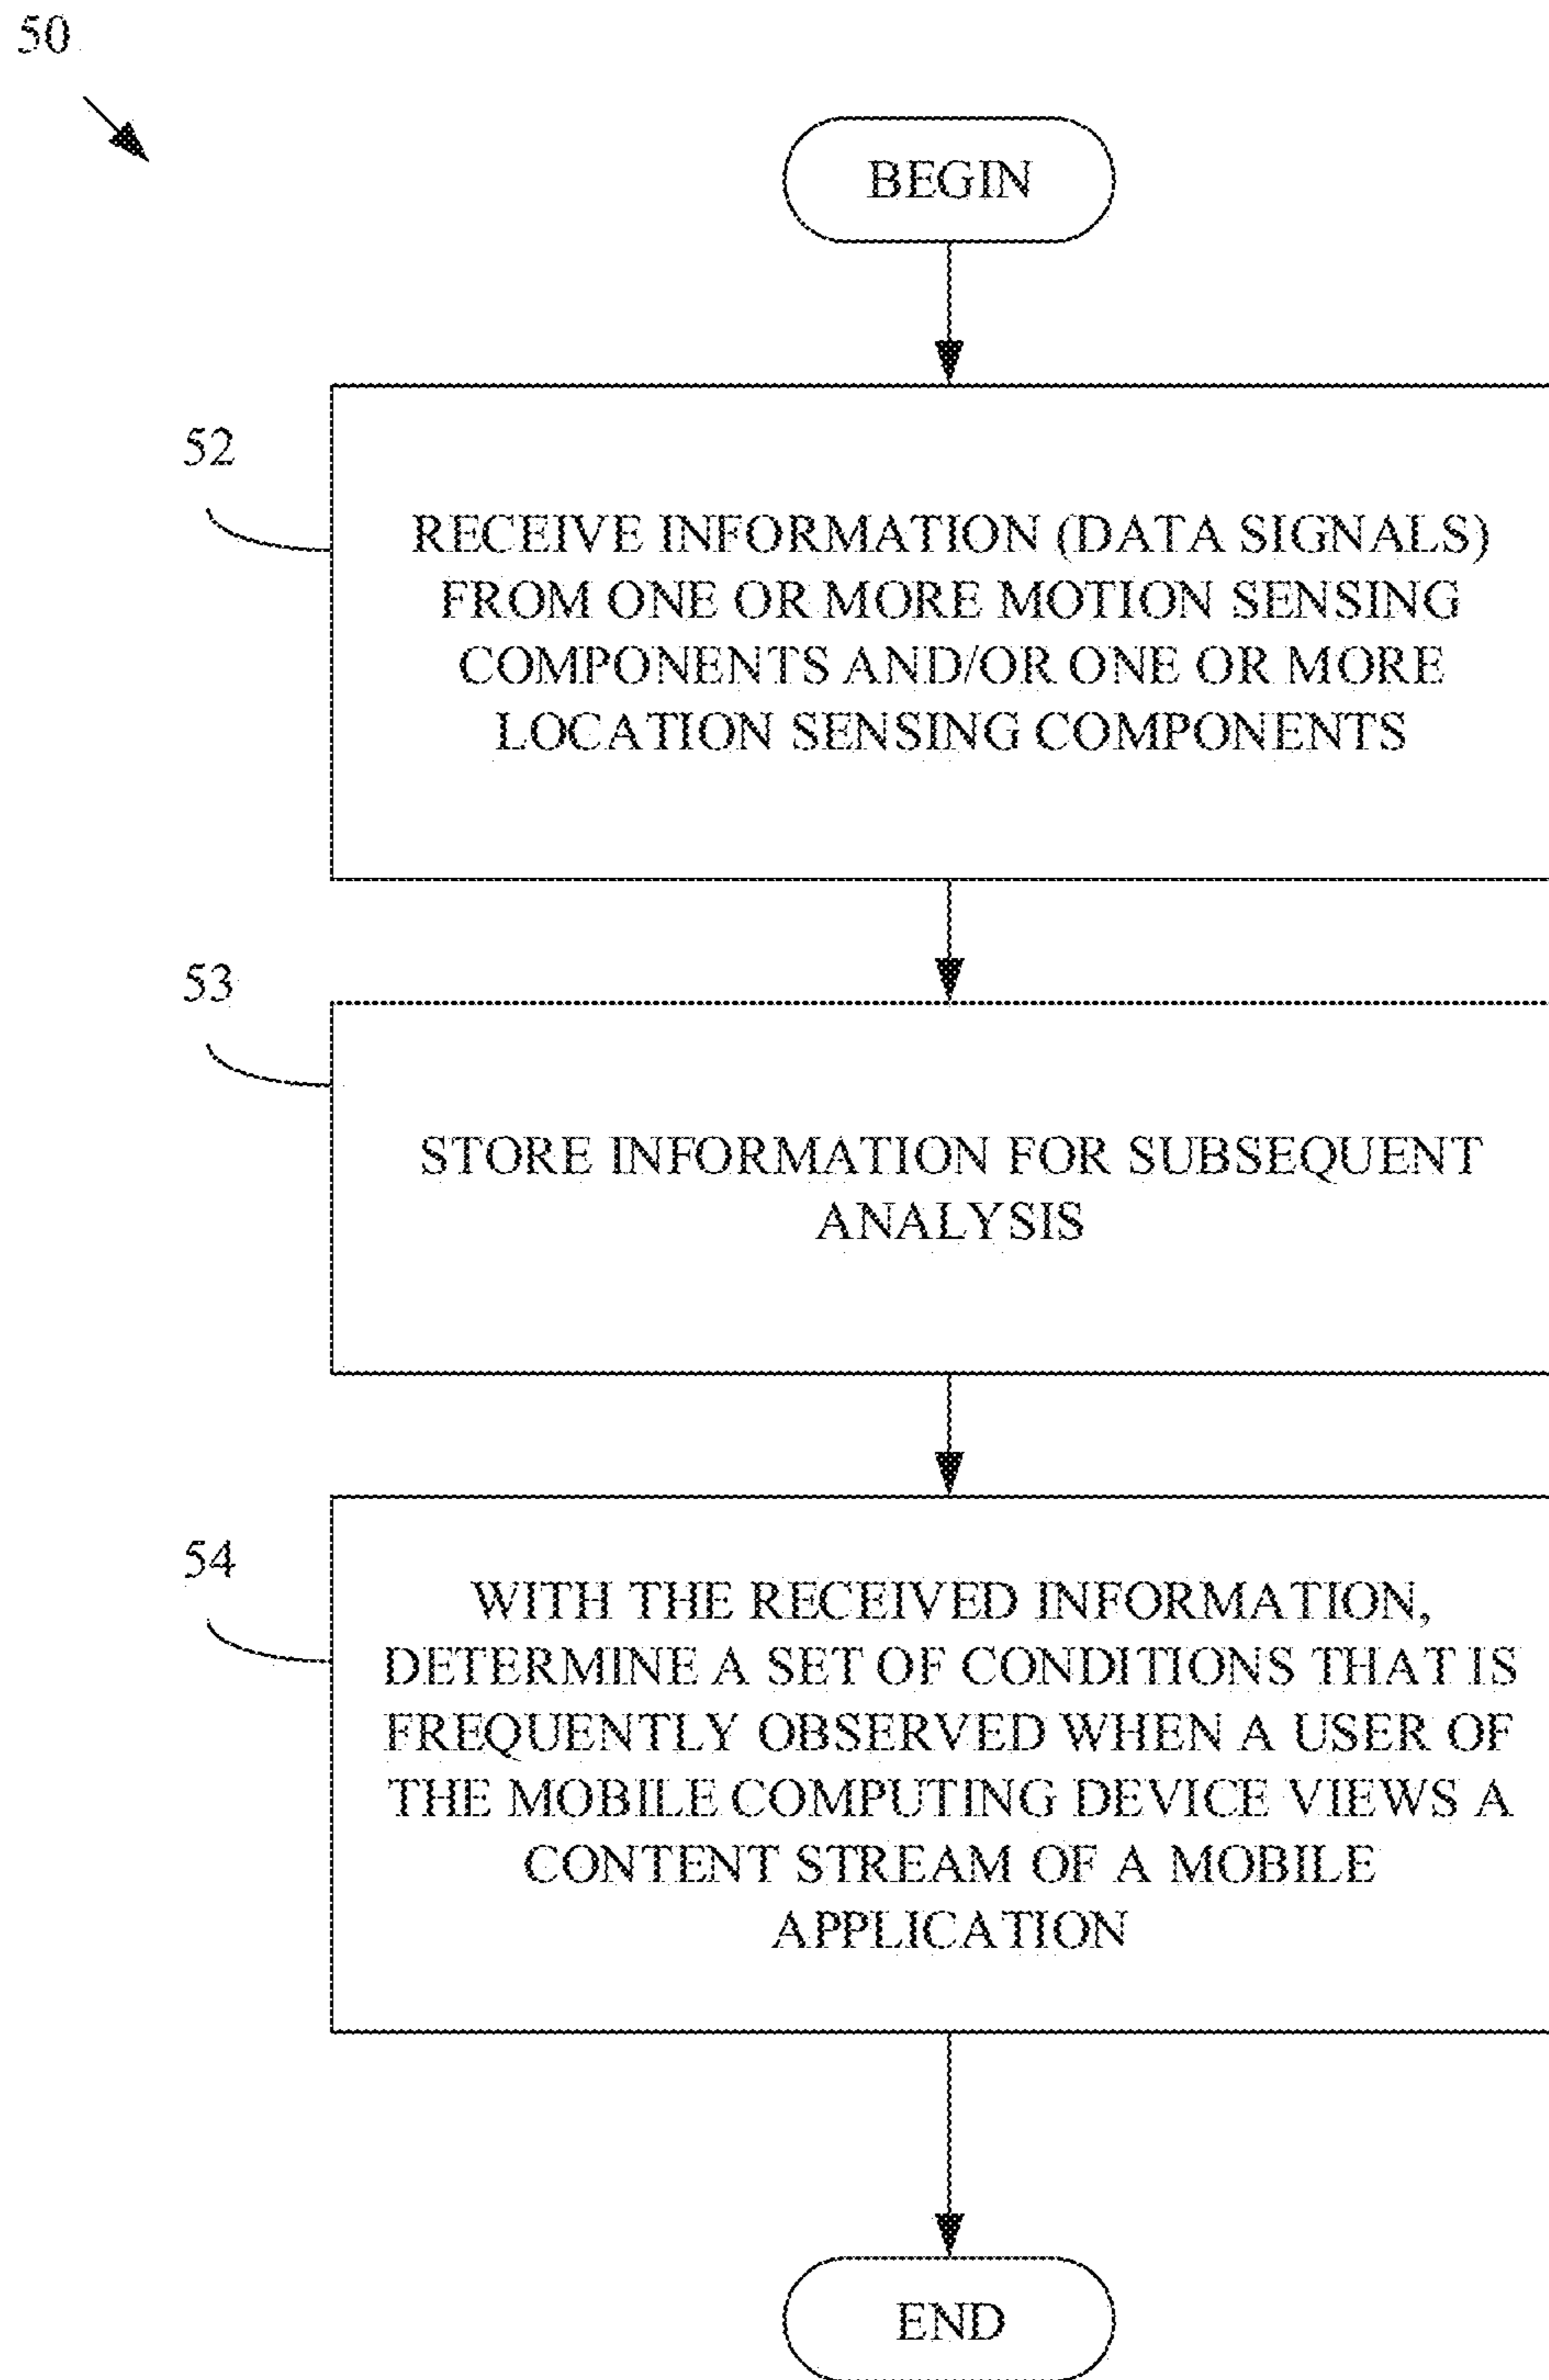 50
BEGIN
52
RECEIVE INFORMATION (DATA SIGNALS)
FROM ONE OR MORE MOTION SENSING
COMPONENTS AND/OR ONE OR MORE
LOCATION SENSING COMPONENTS
53
STORE INFORMATION FOR SUBSEQUENT
ANALYSIS
54
WITH THE RECEIVED INFORMATION,
DETERMINE A SET OF CONDITIONS THAT IS
FREQUENTLY OBSERVED WHEN A USER OF
THE MOBILE COMPUTING DEVICE VIEWS A
CONTENT STREAM OF A MOBILE
APPLICATION
END